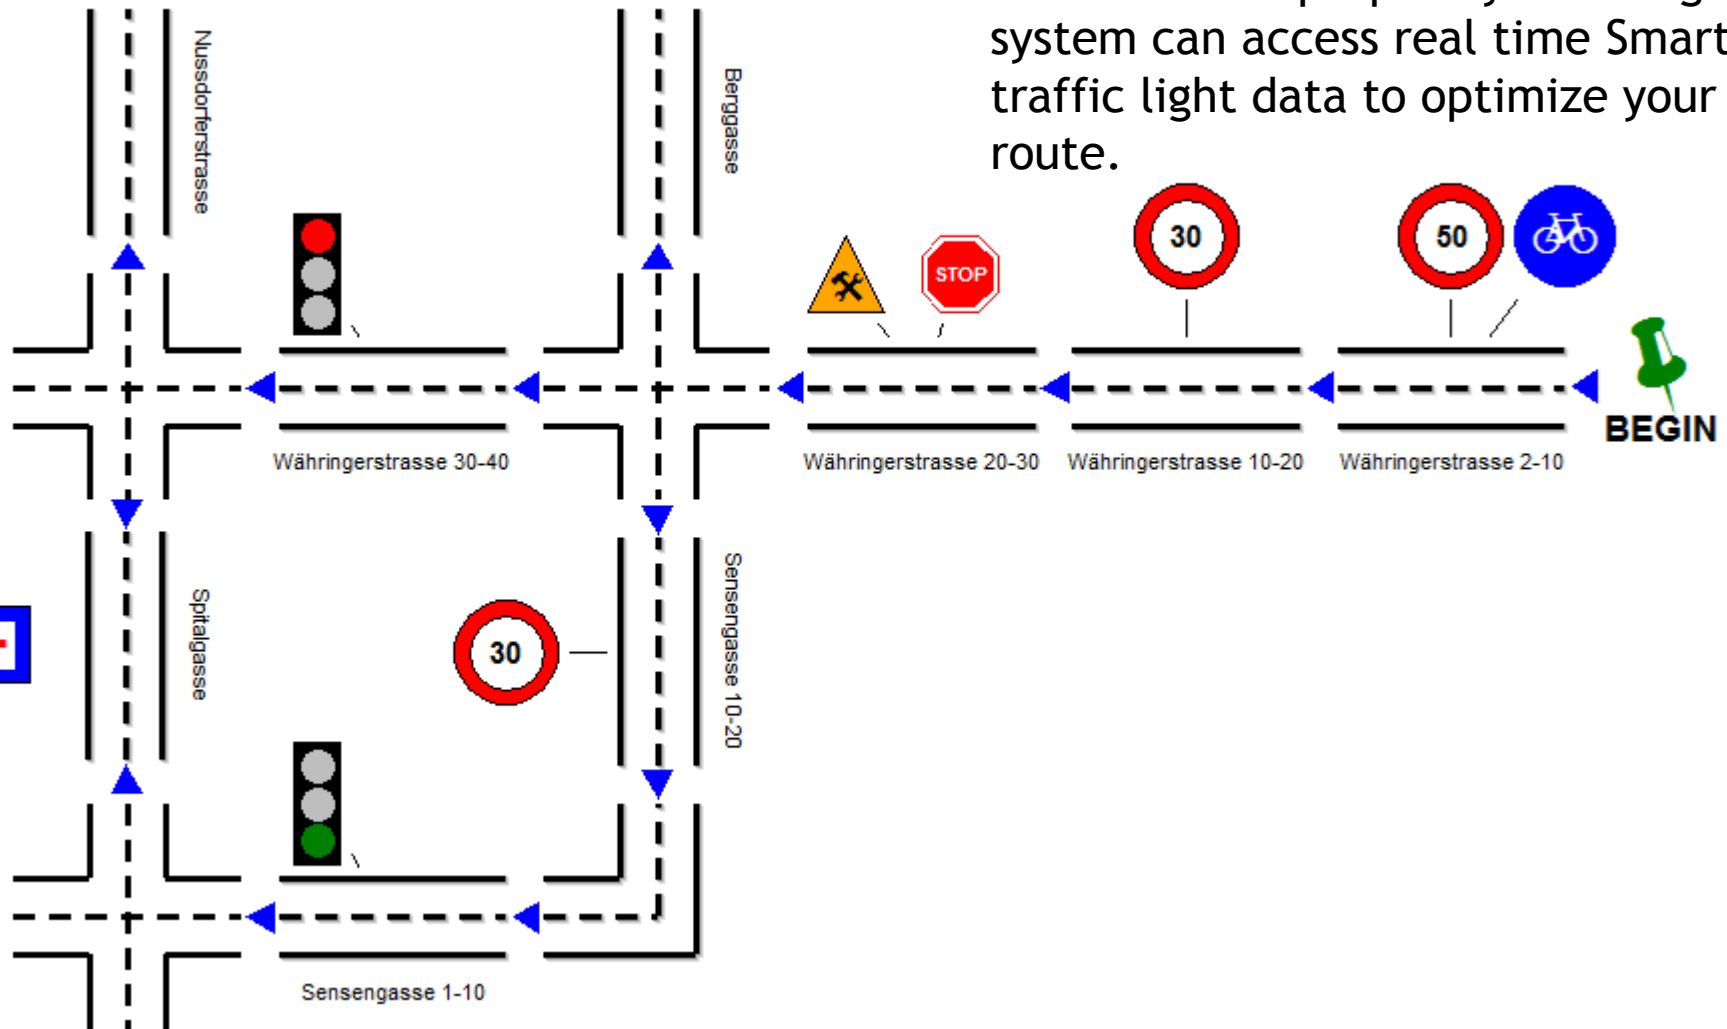 system can access real time Smart
traffic light data to optimize your
route.
Nussdorferstrasse
Berggasse
STOP
30
50
BEGIN
Währingerstrasse 30-40
Währingerstrasse 20-30
Währingerstrasse 10-20
Währingerstrasse 2-10
Spitalgasse
30
Sensengasse 10-20
Sensengasse 1-10